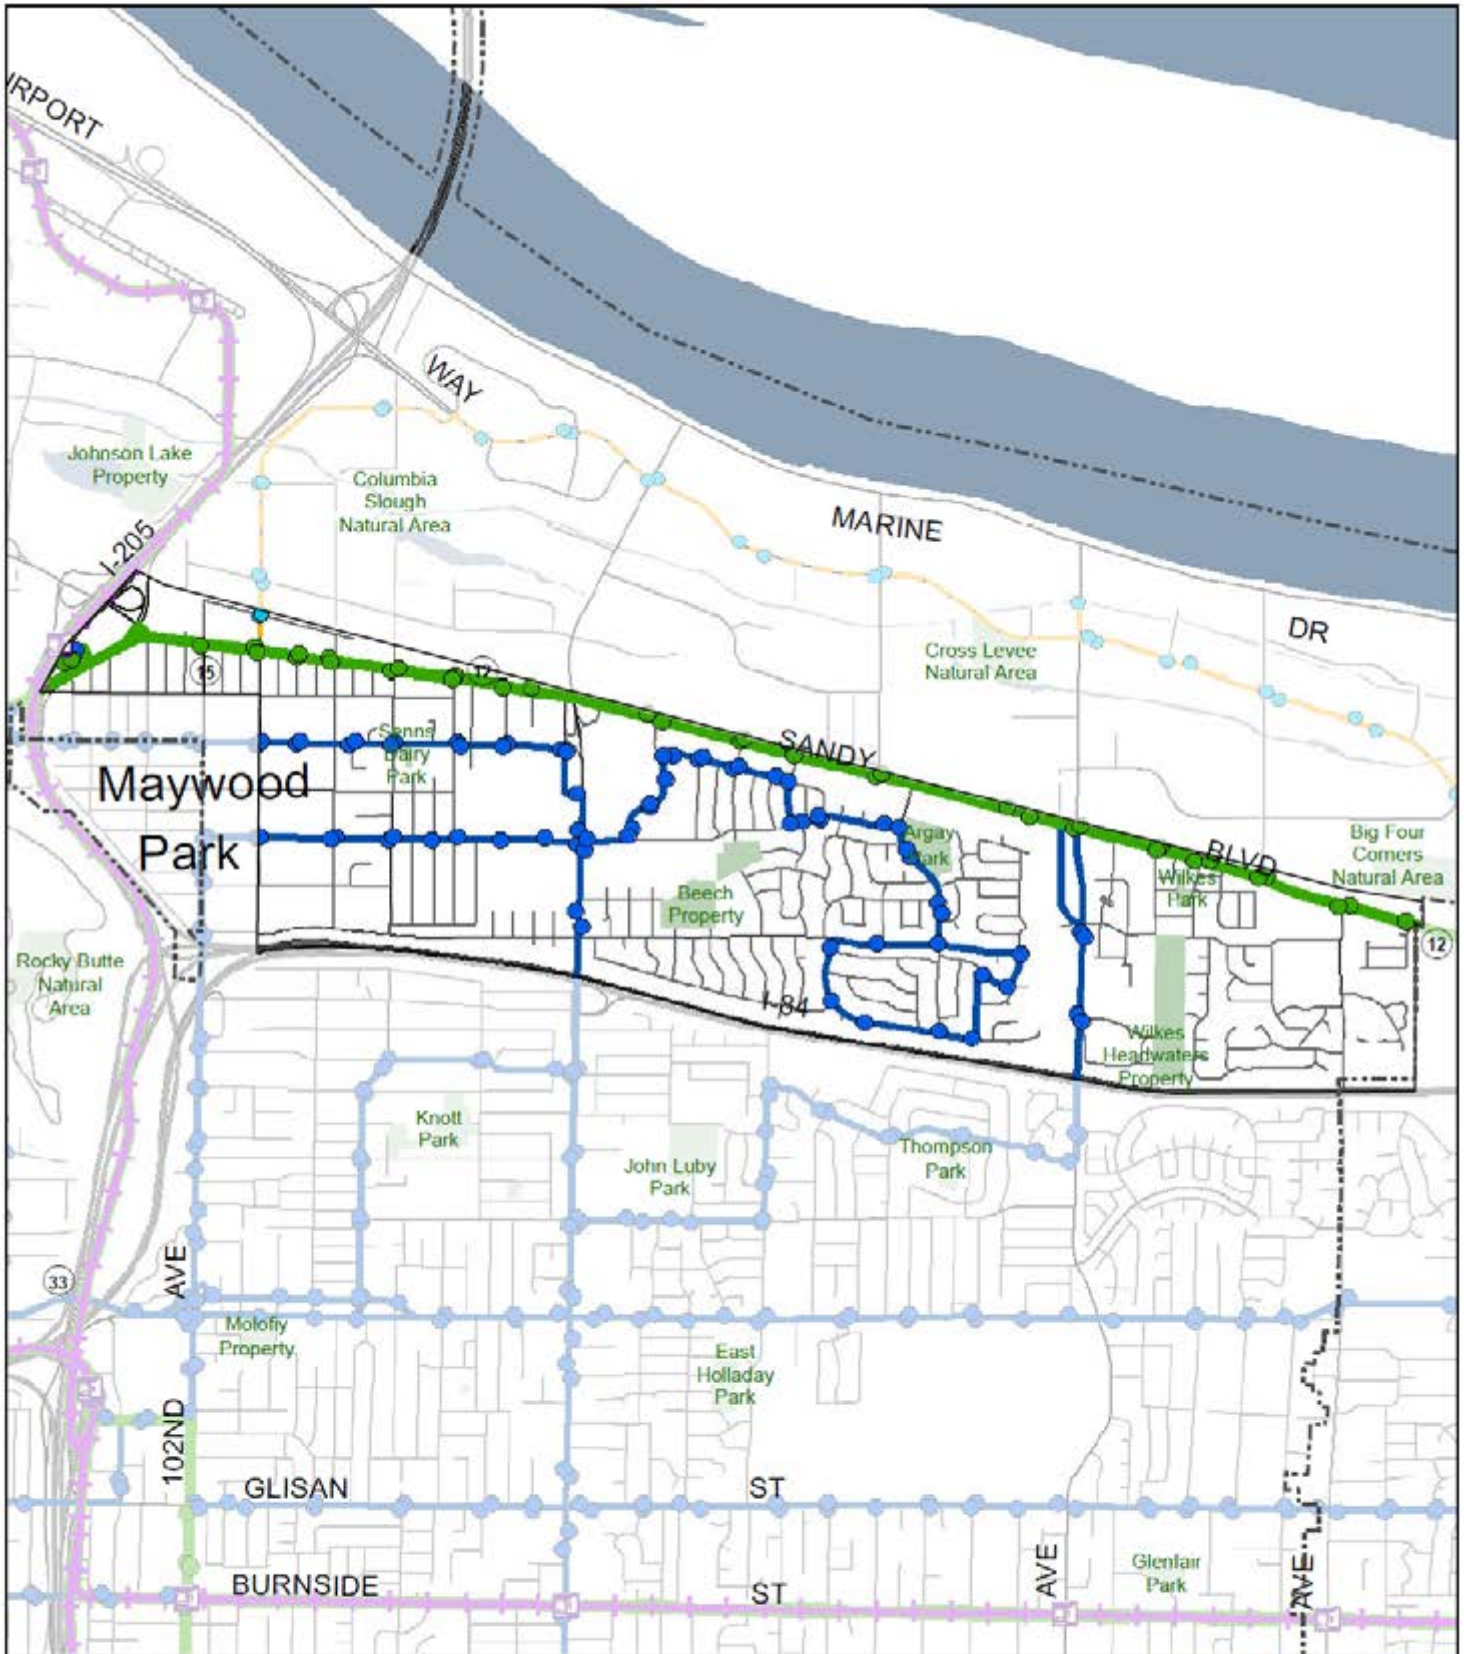 IRPORT
WAY
Johnson Lake
Property
Columbia
Slough
Natural Area
MARINE
I-205
DR
Cross Levee
Natural Area
15
12
SANDY
Senns
Dairy
Park
Maywood
Park
Argay
Park
BLVD
Big Four
Corners
Natural Area
Wilkes
Park
Beech
Property
12
Rocky Butte
Natural
Area
I-84
Wilkes
Headwaters
Property
Knott
Park
Thompson
Park
John Luby
Park
AVE
33
Molofiy
Property
East
Holladay
Park
102ND
GLISAN
ST
BURNSIDE
ST
AVE
Glenfair
Park
AVE